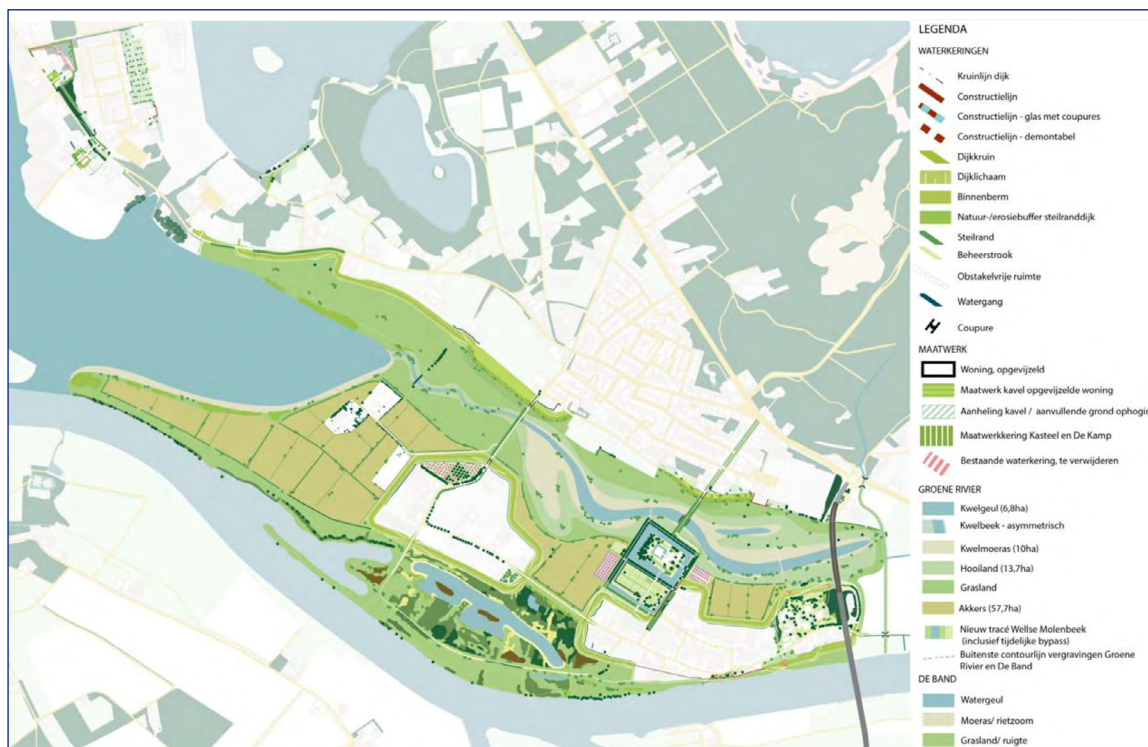 LEGENDA
WATERKERINGEN
Kruinlijn dijk
Constructielijn
Constructielijn - glas met coupures
Constructielijn - demontabel
Dijkkruin
Dijklichaam
Binnenberm
Natuur-/erosiebuffer steilranddijk
Steilrand
Beheerstrook
Obstakelvrije ruimte
Watergang
Coupure
MAATWERK
Woning, opgevijzeld
Maatwerk kavel opgevijzelde woning
Aanheling kavel / aanvullende grond ophogin
Maatwerkkering Kasteel en De Kamp
Bestaande waterkering, te verwijderen
GROENE RIVIER
Kwelgeul (6,8ha)
Kwelbeek - asymmetrisch
Kwelmoeras (10ha)
Hooiland (13,7ha)
Grasland
Akkers (57,7ha)
Nieuw tracé Wellse Molenbeek
(inclusief tijdelijke bypass)
Buitenste contourlijn vergravingen Groene
Rivier en De Band
DE BAND
Watergeul
Moeras/ rietzoom
Grasland/ ruigte